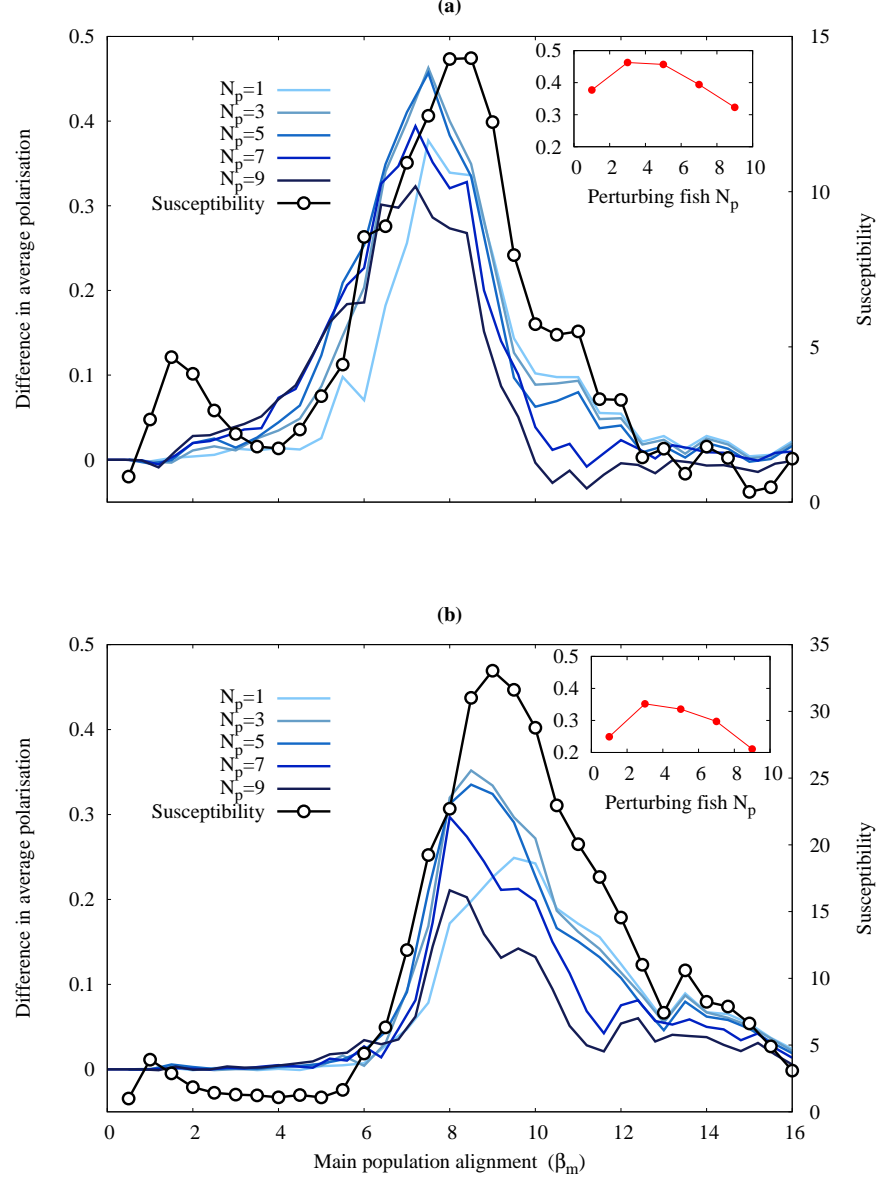 (a)
0.5
0.4
0.3
0.2
0.1
0
Difference in average polarisation
N_p=1
N_p=3
N_p=5
N_p=7
N_p=9
Susceptibility
0.5
0.4
0.3
0.2
0 2 4 6 8 10
Perturbing fish N_p
15
10
5
0
Susceptibility
(b)
0.5
0.4
0.3
0.2
0.1
0
Difference in average polarisation
N_p=1
N_p=3
N_p=5
N_p=7
N_p=9
Susceptibility
0.5
0.4
0.3
0.2
0 2 4 6 8 10
Perturbing fish N_p
35
30
25
20
15
10
5
0
Susceptibility
0 2 4 6 8 10 12 14 16
Main population alignment (β_m)